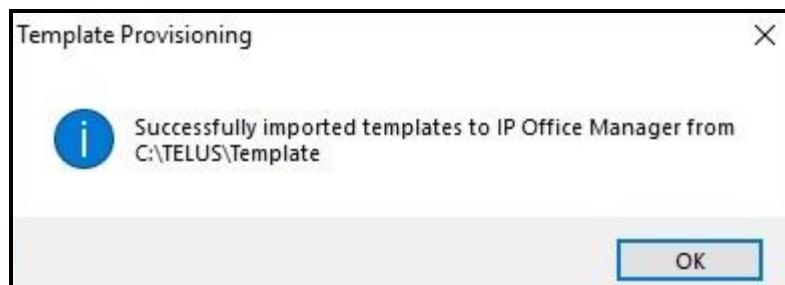 Template Provisioning
Successfully imported templates to IP Office Manager from
C:\TELUS\Template
OK